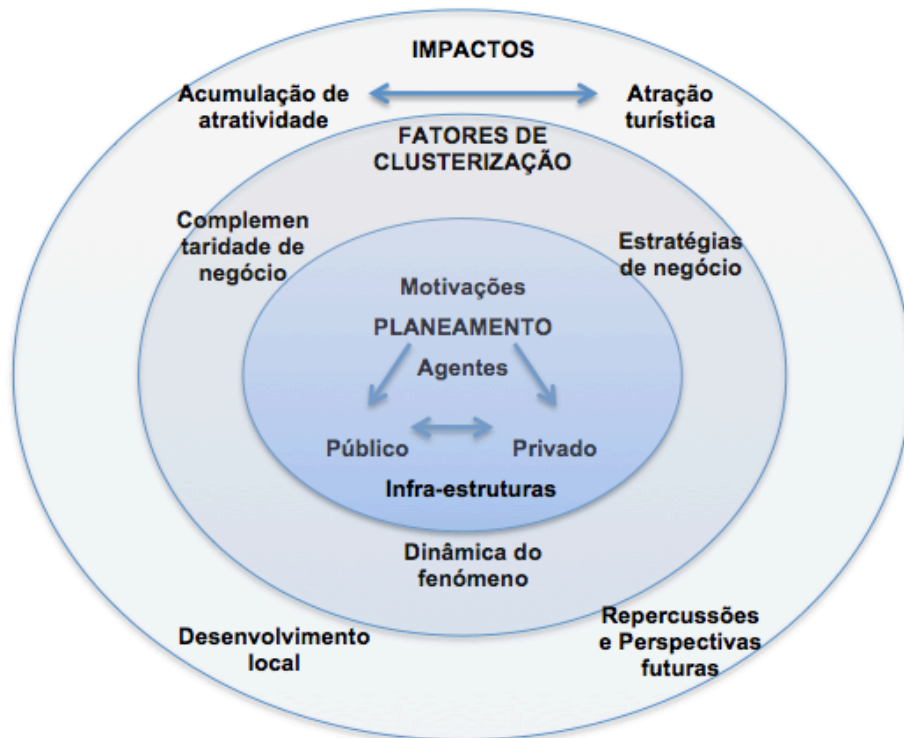 IMPACTOS
Acumulação de
atratividade
Atração
turística
FATORES DE
CLUSTERIZAÇÃO
Complemen
taridade de
negócio
Estratégias
de negócio
Motivações
PLANEAMENTO
Agentes
Público
Privado
Infra-estruturas
Dinâmica do
fenómeno
Desenvolvimento
local
Repercussões
e Perspectivas
futuras